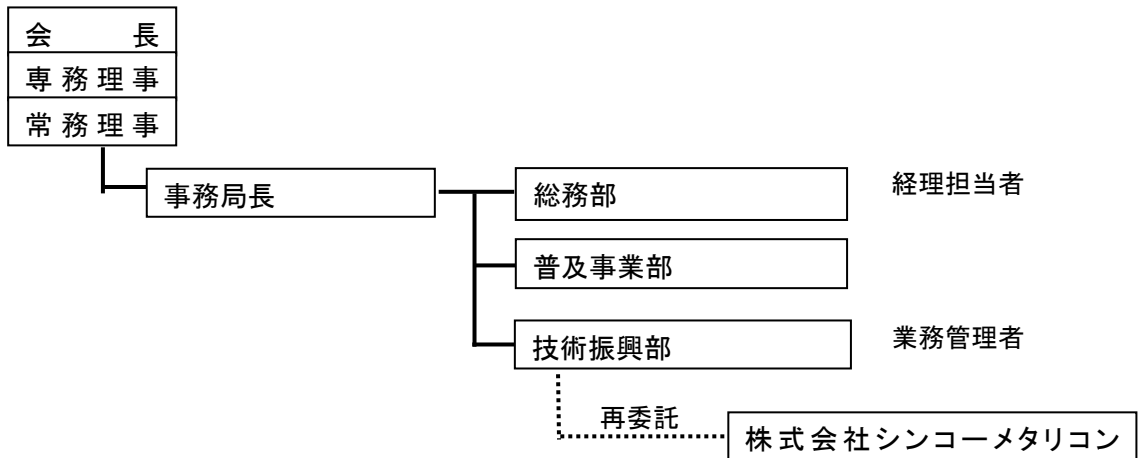 会長
専務理事
常務理事
事務局長
総務部
経理担当者
普及事業部
技術振興部
業務管理者
再委託
株式会社シンコーメタリコン